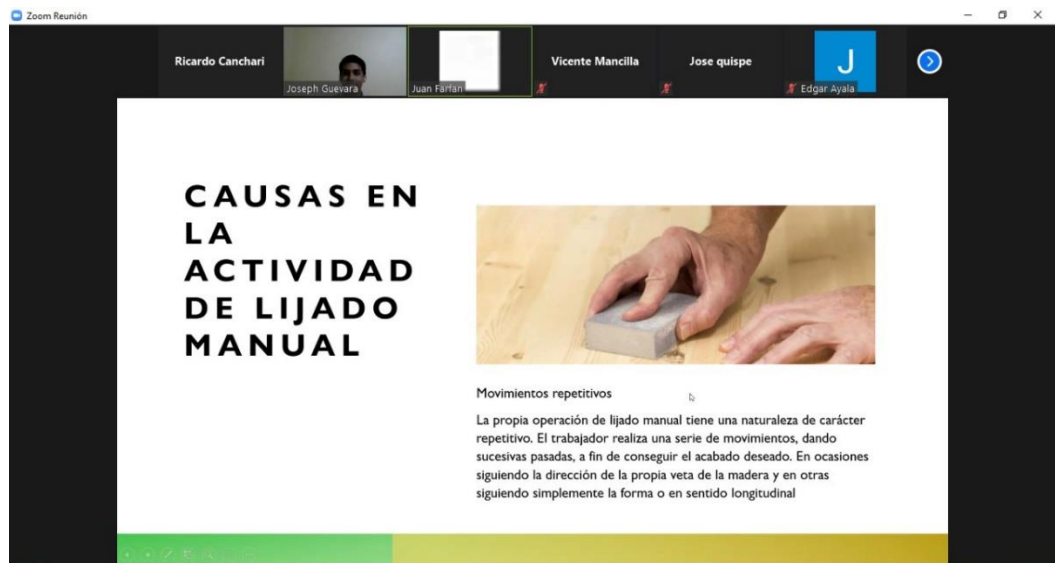 Zoom Reunión
Ricardo Canchari
Joseph Guevara
Juan Farfan
Vicente Mancilla
Jose quispe
J
Edgar Ayala
CAUSAS EN
LA
ACTIVIDAD
DE LIJADO
MANUAL
Movimientos repetitivos
La propia operación de lijado manual tiene una naturaleza de carácter
repetitivo. El trabajador realiza una serie de movimientos, dando
sucesivas pasadas, a fin de conseguir el acabado deseado. En ocasiones
siguiendo la dirección de la propia veta de la madera y en otras
siguiendo simplemente la forma o en sentido longitudinal